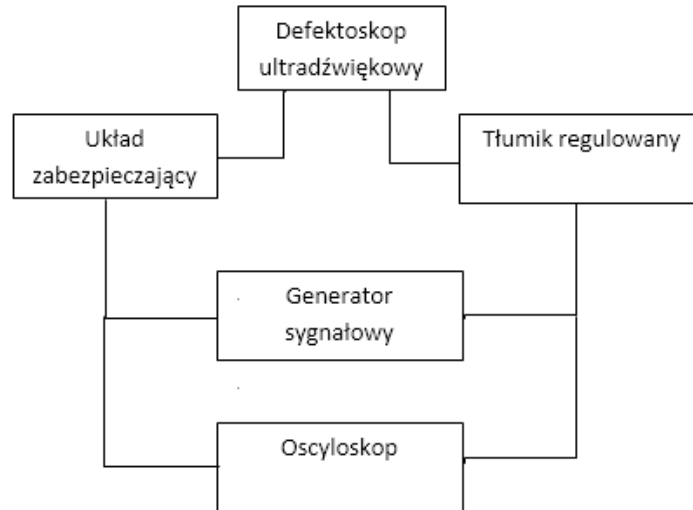 Defektoskop
ultradźwiękowy
Układ
zabezpieczający
Tłumik regulowany
Generator
sygnałowy
Oscyloskop